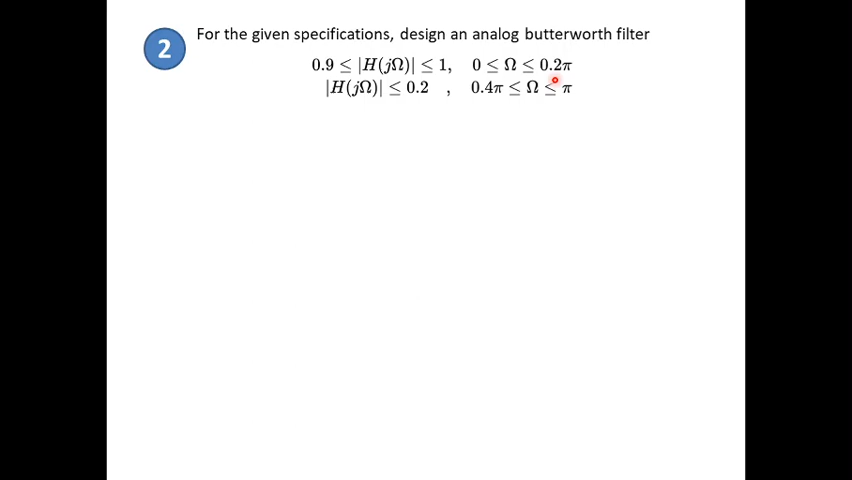 2
For the given specifications, design an analog butterworth filter
0.9 ≤ |H(jΩ)| ≤ 1, 0 ≤ Ω ≤ 0.2π
|H(jΩ)| ≤ 0.2 , 0.4π ≤ Ω ≤ π